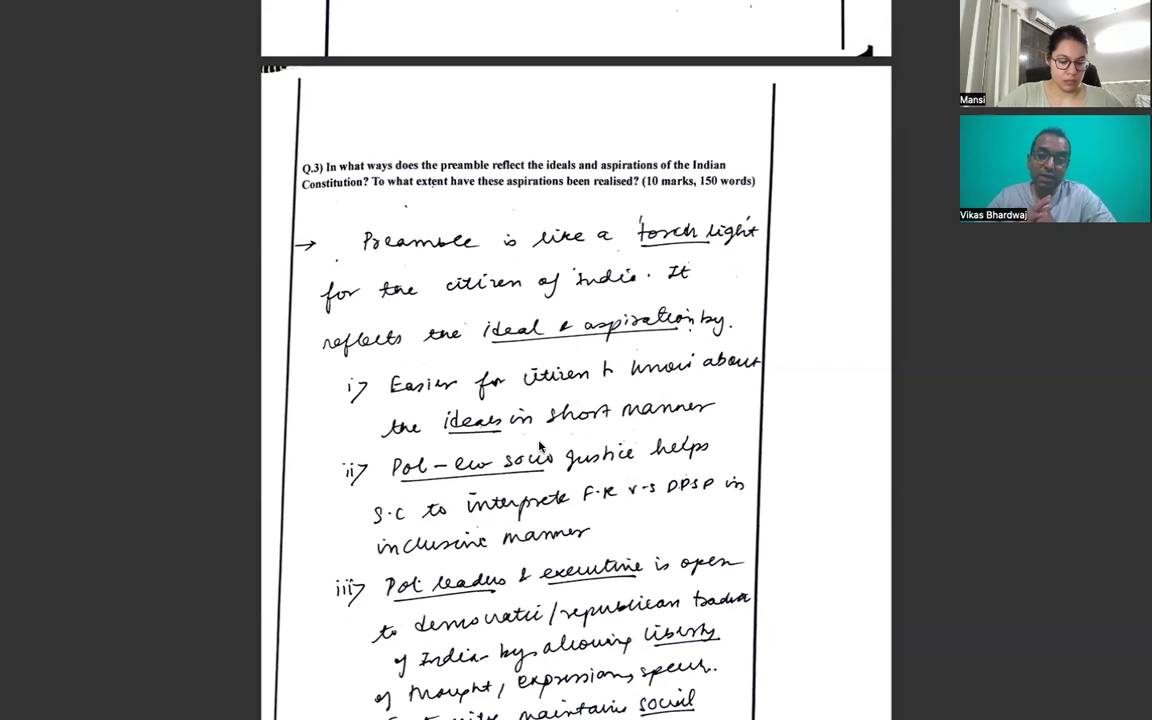 Q.3) In what ways does the preamble reflect the ideals and aspirations of the Indian
Constitution? To what extent have these aspirations been realised? (10 marks, 150 words)
→ Preamble is like a 'torch light'
for the citizen of India. It
reflects the ideal & aspiration by.
i> Easier for citizen to know about
the ideals in short manner
ii> Pol - eco socio justice helps
S.C to interprete F.R v-s DPSP in
inclusive manner
iii> Pol leaders & executive is open
to democratic/republican
of India by allowing liberty
of thought, expression, speech.
maintains social
Mansi
Vikas Bhardwaj